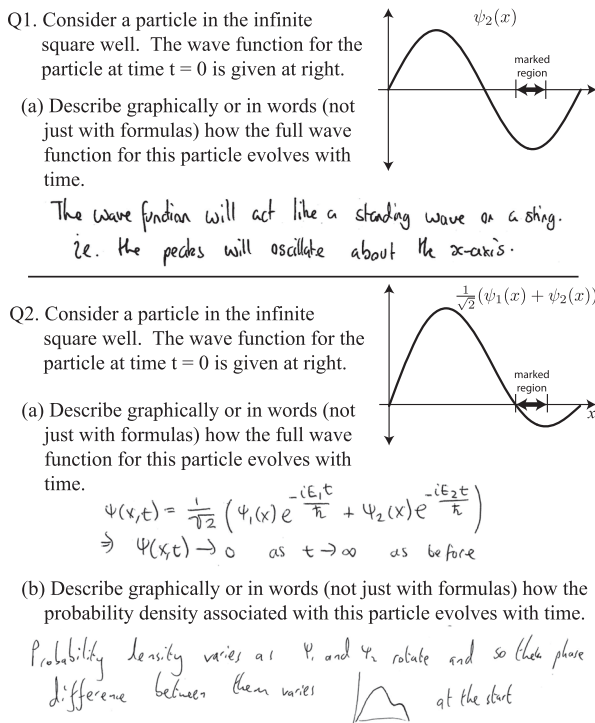 Q1. Consider a particle in the infinite
square well. The wave function for the
particle at time t = 0 is given at right.
ψ₂(x)
marked
region
(a) Describe graphically or in words (not
just with formulas) how the full wave
function for this particle evolves with
time.
The wave function will act like a standing wave on a string.
ie. the peaks will oscillate about the x-axis.
Q2. Consider a particle in the infinite
square well. The wave function for the
particle at time t = 0 is given at right.
1/√2 (ψ₁(x) + ψ₂(x))
marked
region
x
(a) Describe graphically or in words (not
just with formulas) how the full wave
function for this particle evolves with
time.
Ψ(x,t) = 1/√2 (ψ₁(x) e^(-iE₁t/ħ) + ψ₂(x) e^(-iE₂t/ħ))
⇒ Ψ(x,t) → 0 as t → ∞ as before
(b) Describe graphically or in words (not just with formulas) how the
probability density associated with this particle evolves with time.
Probability density varies as ψ₁ and ψ₂ rotate and so the phase
difference between them varies at the start